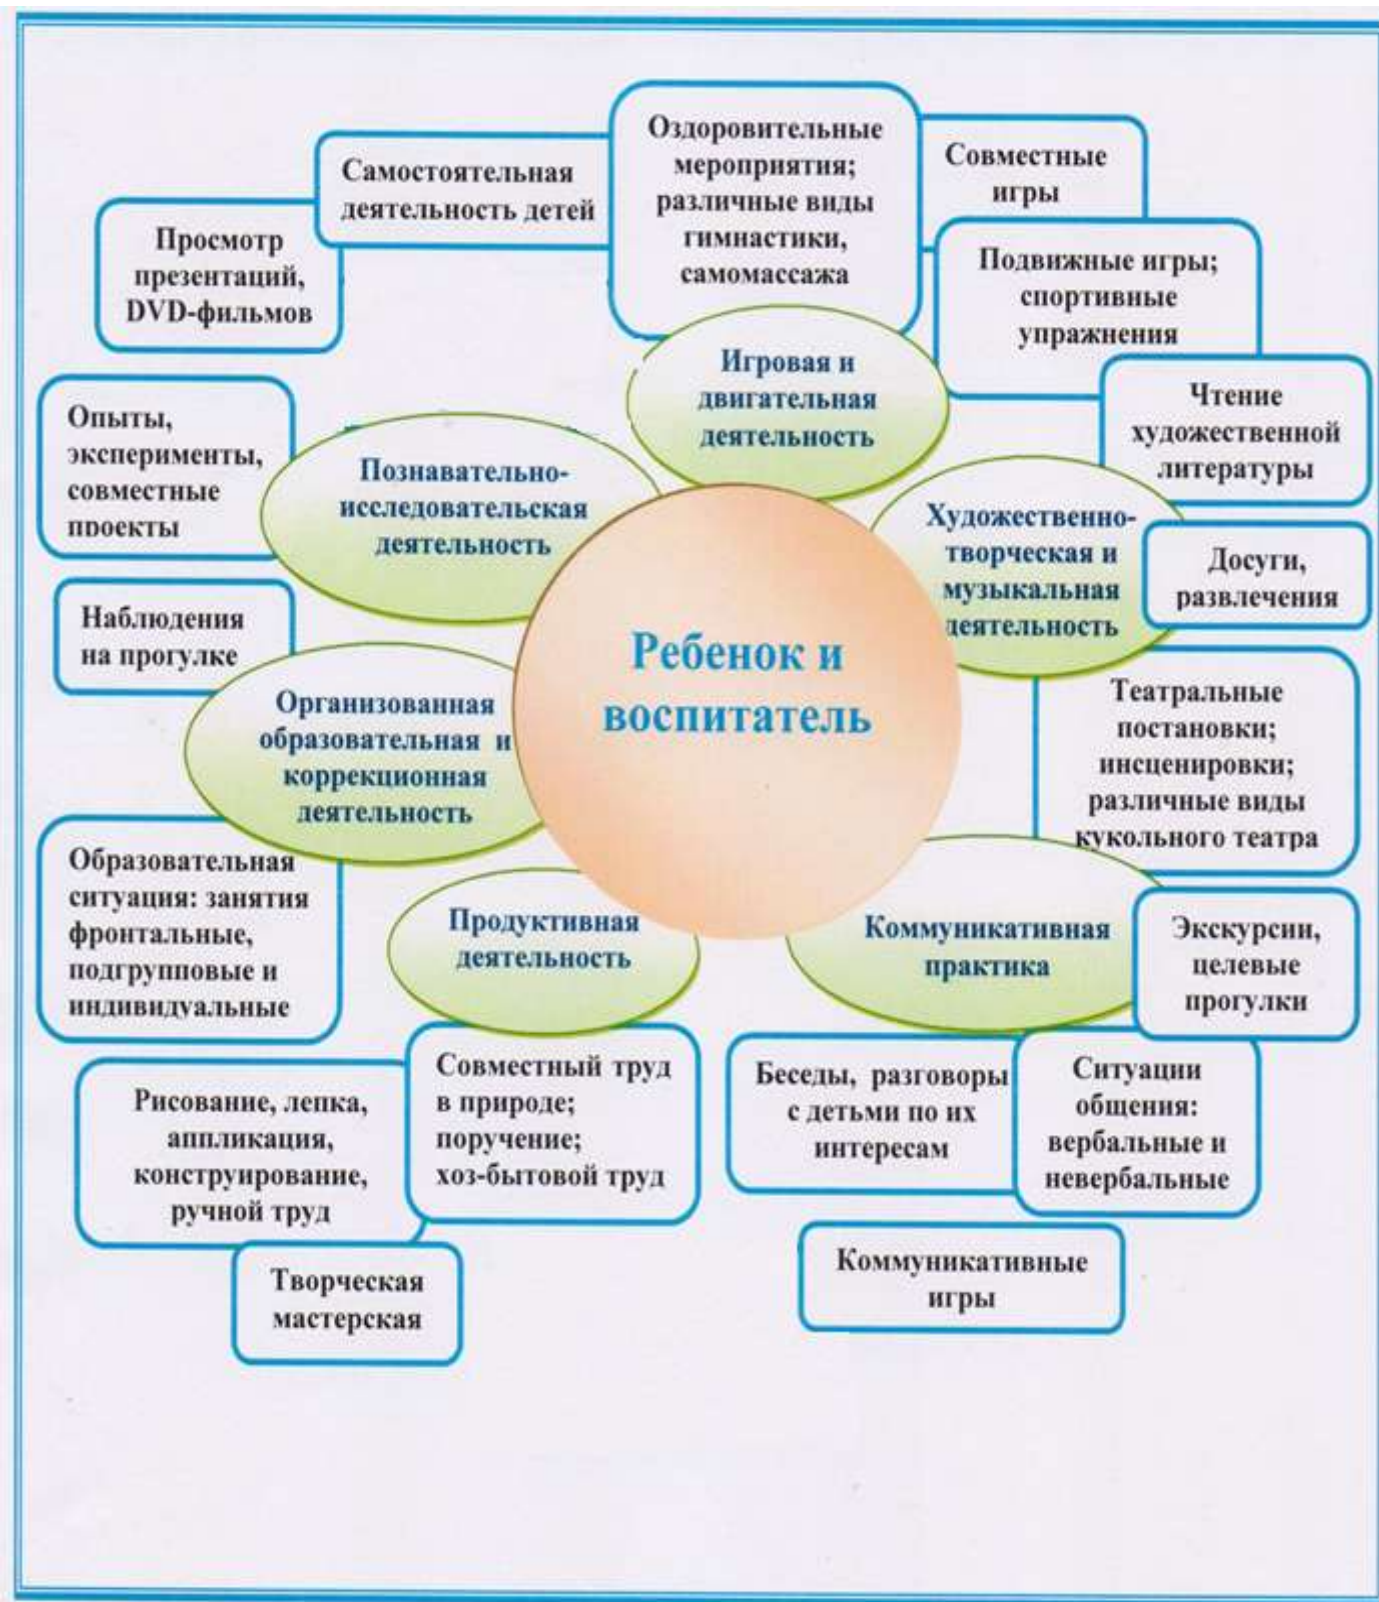 Оздоровительные
мероприятия;
различные виды
гимнастики,
самомассажа
Самостоятельная
деятельность детей
Совместные
игры
Просмотр
презентаций,
DVD-фильмов
Подвижные игры;
спортивные
упражнения
Игровая и
двигательная
деятельность
Чтение
художественной
литературы
Опыты,
эксперименты,
совместные
проекты
Познавательно-
исследовательская
деятельность
Художественно-
творческая и
музыкальная
деятельность
Досуги,
развлечения
Наблюдения
на прогулке
Ребенок и
воспитатель
Организованная
образовательная и
коррекционная
деятельность
Театральные
постановки;
инсценировки;
различные виды
кукольного театра
Образовательная
ситуация: занятия
фронтальные,
подгрупповые и
индивидуальные
Продуктивная
деятельность
Коммуникативная
практика
Экскурсии,
целевые
прогулки
Рисование, лепка,
аппликация,
конструирование,
ручной труд
Совместный труд
в природе;
поручение;
хоз-бытовой труд
Беседы, разговоры
с детьми по их
интересам
Ситуации
общения:
вербальные и
невербальные
Творческая
мастерская
Коммуникативные
игры